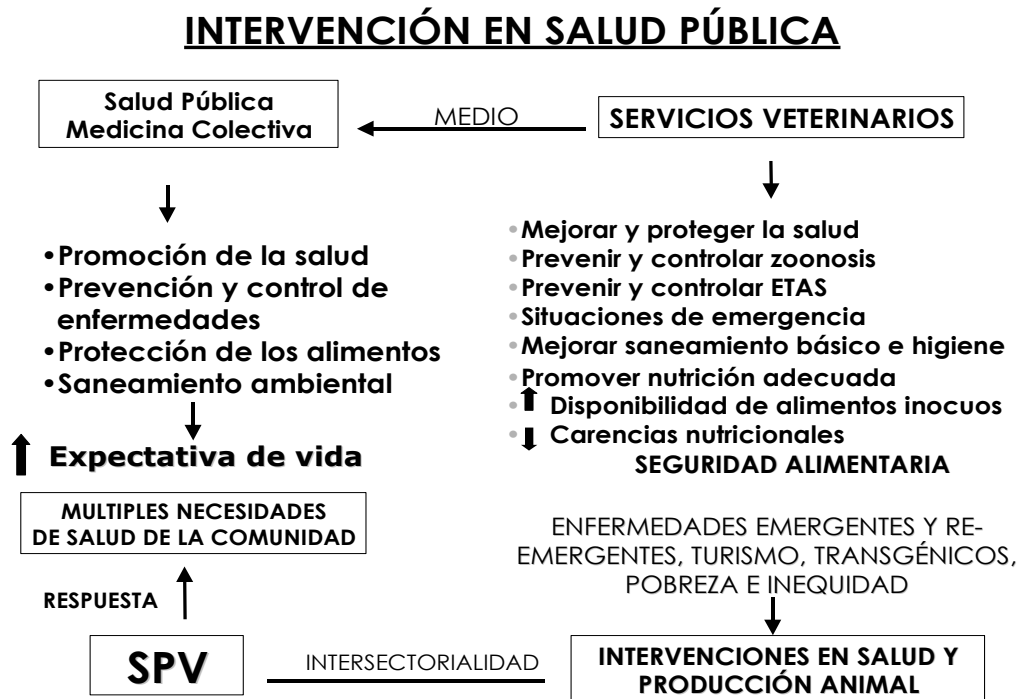 INTERVENCIÓN EN SALUD PÚBLICA
Salud Pública
Medicina Colectiva
MEDIO
SERVICIOS VETERINARIOS
•Promoción de la salud
•Prevención y control de
enfermedades
•Protección de los alimentos
•Saneamiento ambiental
Expectativa de vida
•Mejorar y proteger la salud
•Prevenir y controlar zoonosis
•Prevenir y controlar ETAS
•Situaciones de emergencia
•Mejorar saneamiento básico e higiene
•Promover nutrición adecuada
•⬆ Disponibilidad de alimentos inocuos
•⬇ Carencias nutricionales
SEGURIDAD ALIMENTARIA
MULTIPLES NECESIDADES
DE SALUD DE LA COMUNIDAD
RESPUESTA
SPV
INTERSECTORIALIDAD
ENFERMEDADES EMERGENTES Y RE-
EMERGENTES, TURISMO, TRANSGÉNICOS,
POBREZA E INEQUIDAD
INTERVENCIONES EN SALUD Y
PRODUCCIÓN ANIMAL